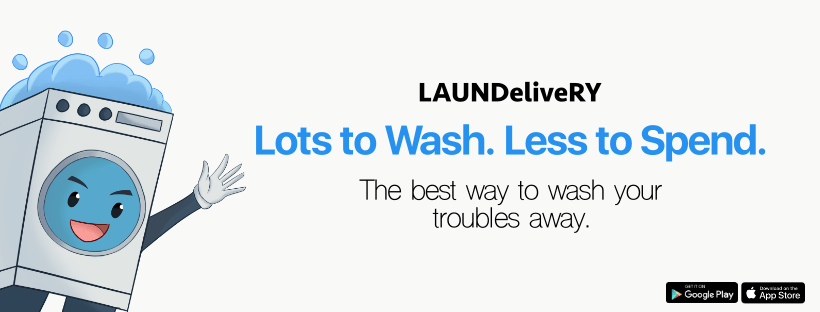 LAUNDeliveRY
Lots to Wash. Less to Spend.
The best way to wash your
troubles away.
GET IT ON
Google Play
Download on the
App Store